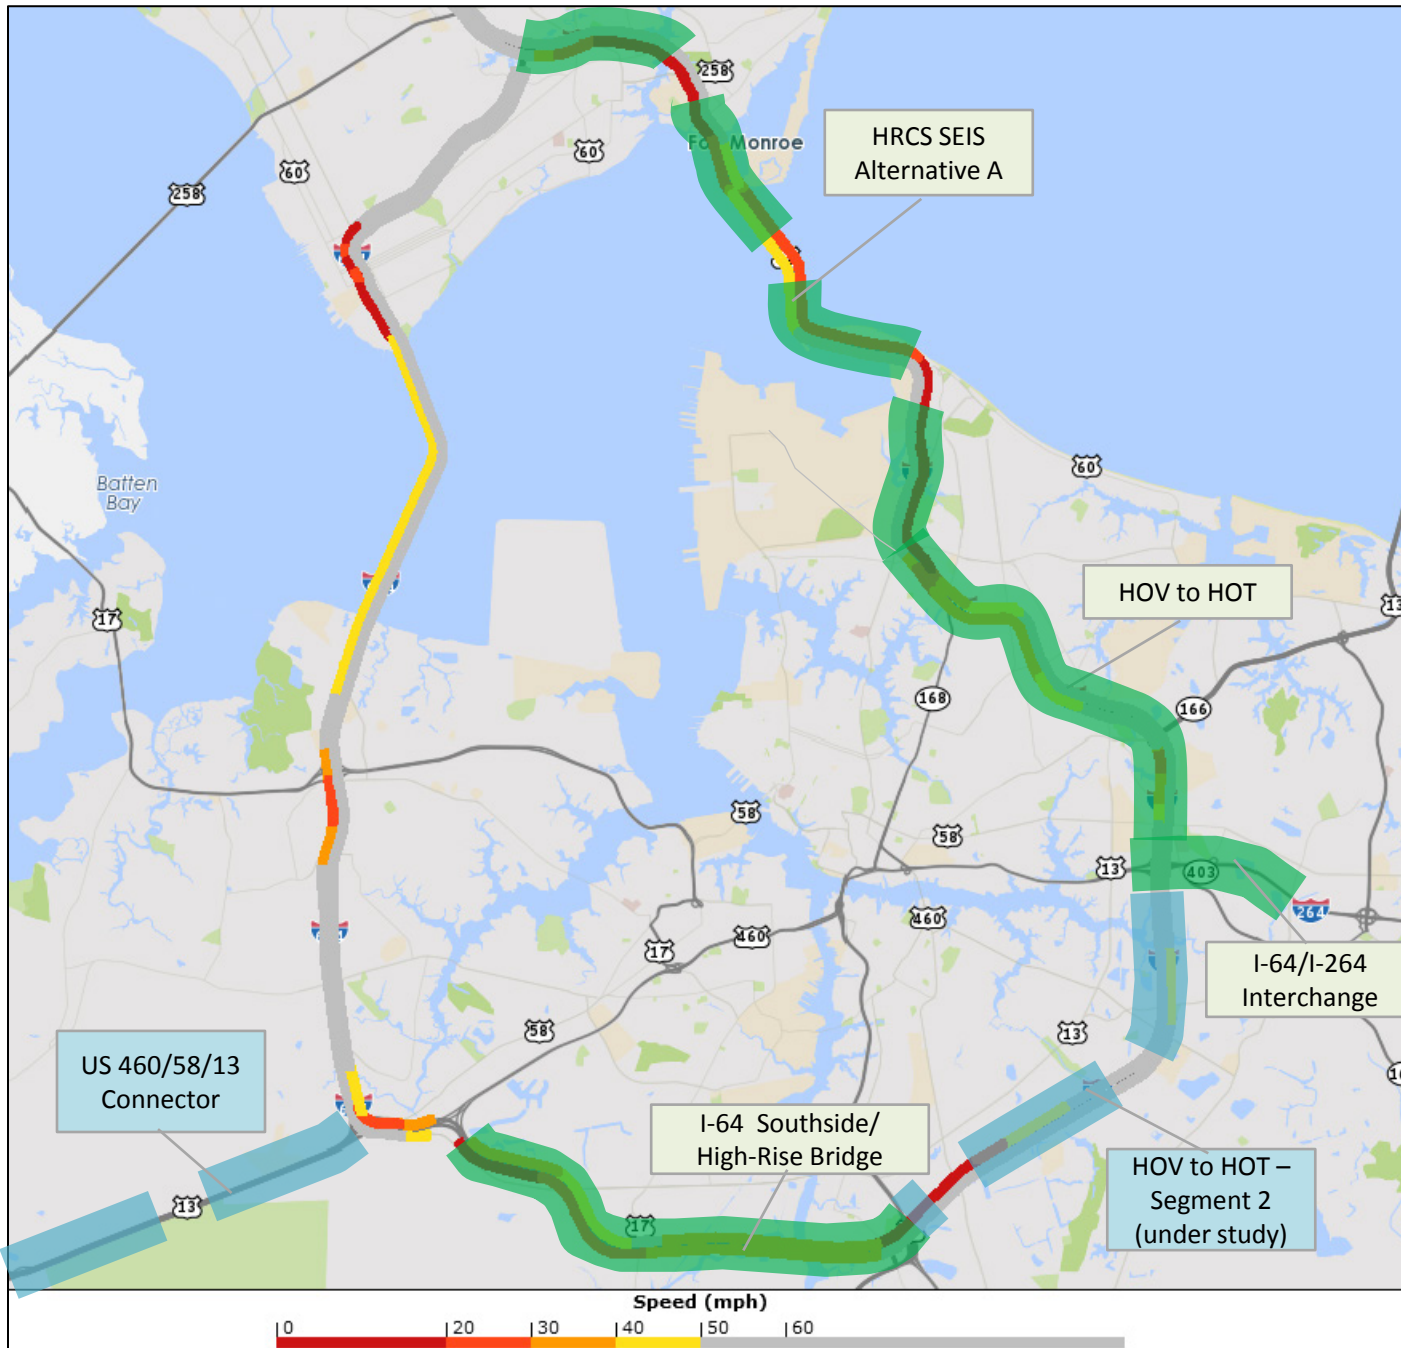 258
60
60
258
Fo
Monroe
HRCS SEIS
Alternative A
Batten
Bay
60
17
HOV to HOT
13
168
166
58
58
13
403
264
460
460
17
I-64/I-264
Interchange
58
13
US 460/58/13
Connector
I-64 Southside/
High-Rise Bridge
HOV to HOT –
Segment 2
(under study)
13
17
Speed (mph)
0 20 30 40 50 60